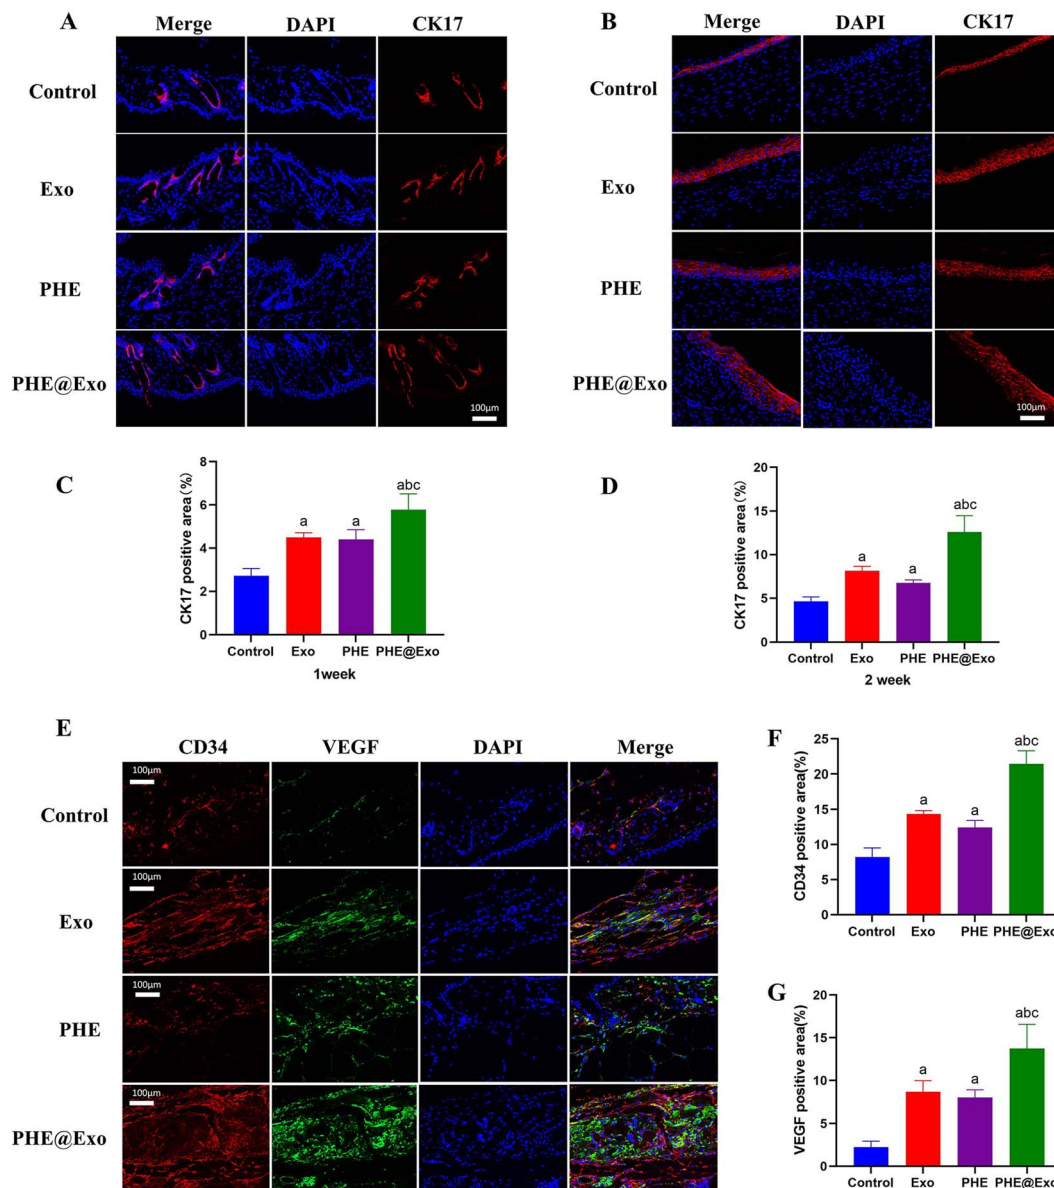 A
Merge DAPI CK17
Control
Exo
PHE
PHE@Exo
100μm
B
Merge DAPI CK17
Control
Exo
PHE
PHE@Exo
100μm
C
CK17 positive area(%)
8
6
4
2
0
a
a
abc
Control Exo PHE PHE@Exo
1week
D
CK17 positive area(%)
20
15
10
5
0
a
a
abc
Control Exo PHE PHE@Exo
2 week
E
CD34 VEGF DAPI Merge
Control
100μm
Exo
100μm
PHE
100μm
PHE@Exo
100μm
F
CD34 positive area(%)
25
20
15
10
5
0
a
a
abc
Control Exo PHE PHE@Exo
G
VEGF positive area(%)
20
15
10
5
0
a
a
abc
Control Exo PHE PHE@Exo